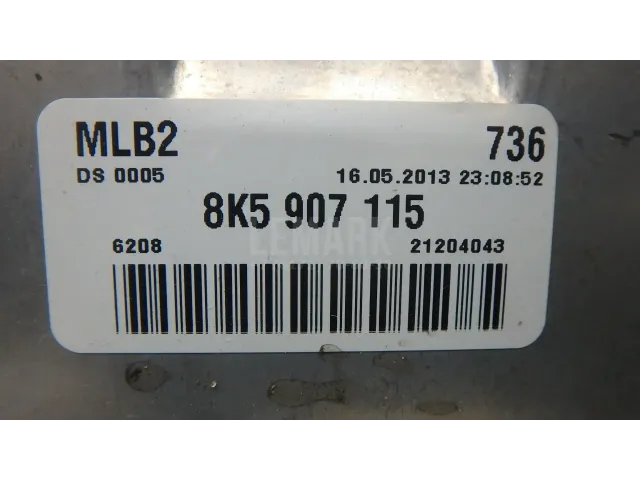 MLB2 736
DS 0005 16.05.2013 23:08:52
8K5 907 115
LEMARK
6208 21204043